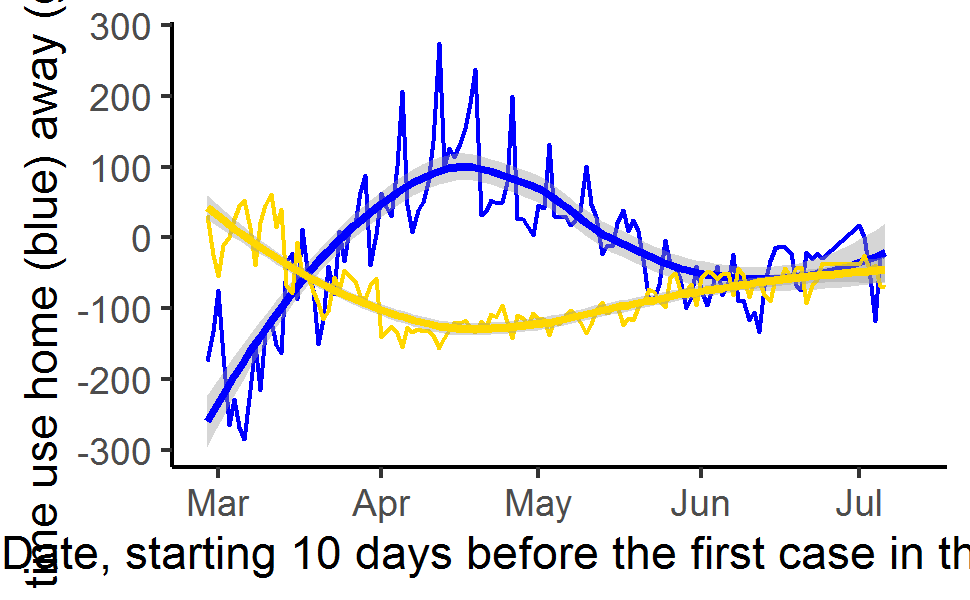 time use home (blue) away (
300
200
100
0
-100
-200
-300
Mar Apr May Jun Jul
Date, starting 10 days before the first case in th